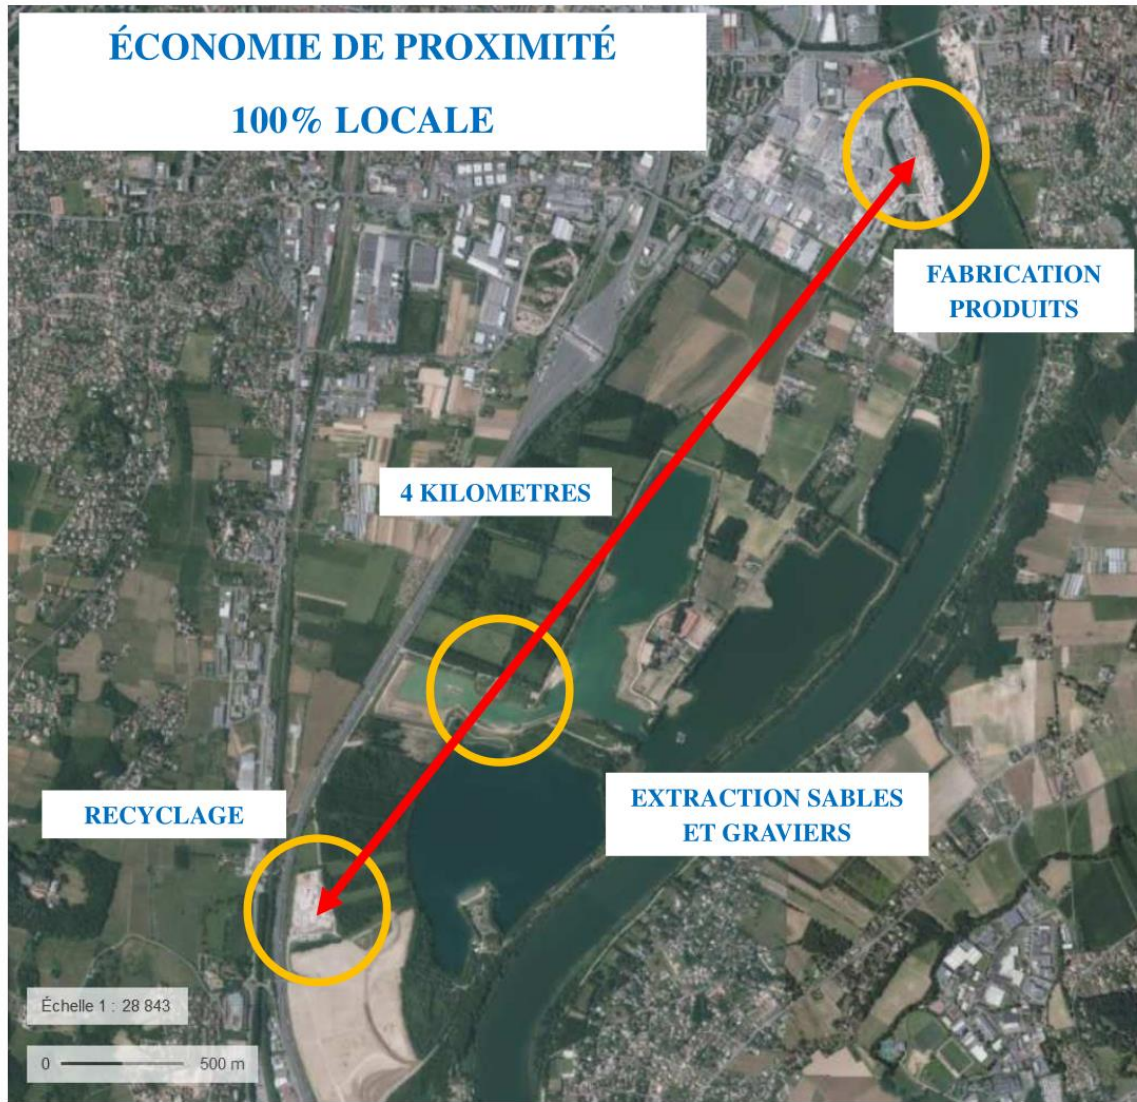 ÉCONOMIE DE PROXIMITÉ
100% LOCALE
FABRICATION
PRODUITS
4 KILOMETRES
RECYCLAGE
EXTRACTION SABLES
ET GRAVIERS
Échelle 1 : 28 843
0 500 m